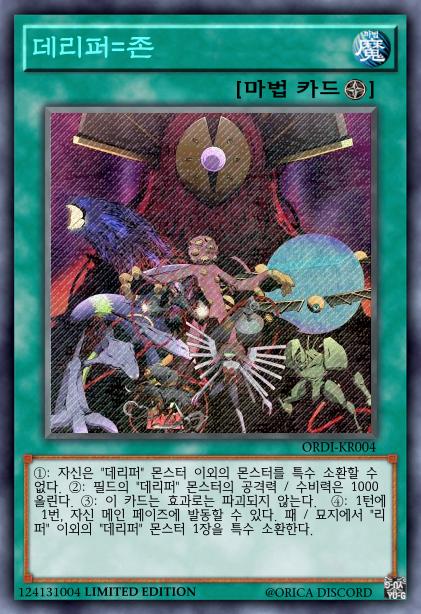 데리퍼=존
마법
魔
[마법 카드]
ORDI-KR004
①: 자신은 "데리퍼" 몬스터 이외의 몬스터를 특수 소환할 수
없다. ②: 필드의 "데리퍼" 몬스터의 공격력 / 수비력은 1000
올린다. ③: 이 카드는 효과로는 파괴되지 않는다. ④: 1턴에
1번, 자신 메인 페이즈에 발동할 수 있다. 패 / 묘지에서 "리
퍼" 이외의 "데리퍼" 몬스터 1장을 특수 소환한다.
124131004 LIMITED EDITION @ORICA DISCORD